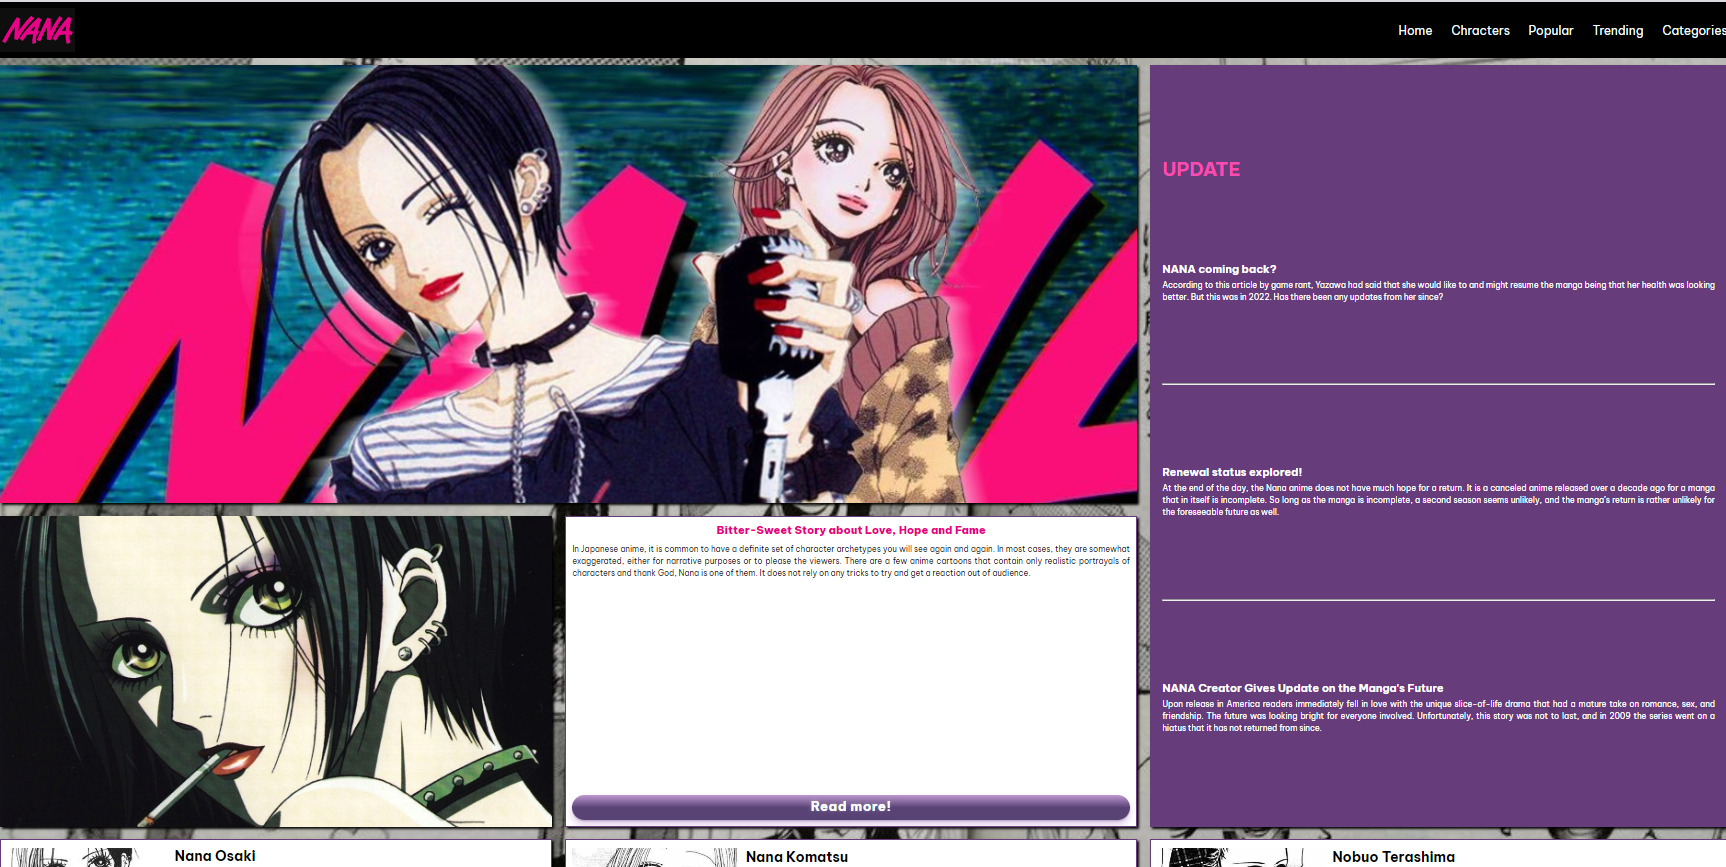 NANA
Home Chracters Popular Trending Categories
NANA
UPDATE
NANA coming back?
According to this article by game rant, Yazawa had said that she would like to and might resume the manga being that her health was looking
better. But this was in 2022. Has there been any updates from her since?
Renewal status explored!
At the end of the day, the Nana anime does not have much hope for a return. It is a canceled anime released over a decade ago for a manga
that in itself is incomplete. So long as the manga is incomplete, a second season seems unlikely, and the manga's return is rather unlikely for
the foreseeable future as well.
NANA Creator Gives Update on the Manga's Future
Upon release in America readers immediately fell in love with the unique slice-of-life drama that had a mature take on romance, sex, and
friendship. The future was looking bright for everyone involved. Unfortunately, this story was not to last, and in 2009 the series went on a
hiatus that it has not returned from since.
Bitter-Sweet Story about Love, Hope and Fame
In Japanese anime, it is common to have a definite set of character archetypes you will see again and again. In most cases, they are somewhat
exaggerated, either for narrative purposes or to please the viewers. There are a few anime cartoons that contain only realistic portrayals of
characters and thank God, Nana is one of them. It does not rely on any tricks to try and get a reaction out of audience.
Read more!
Nana Osaki
Nana Komatsu
Nobuo Terashima